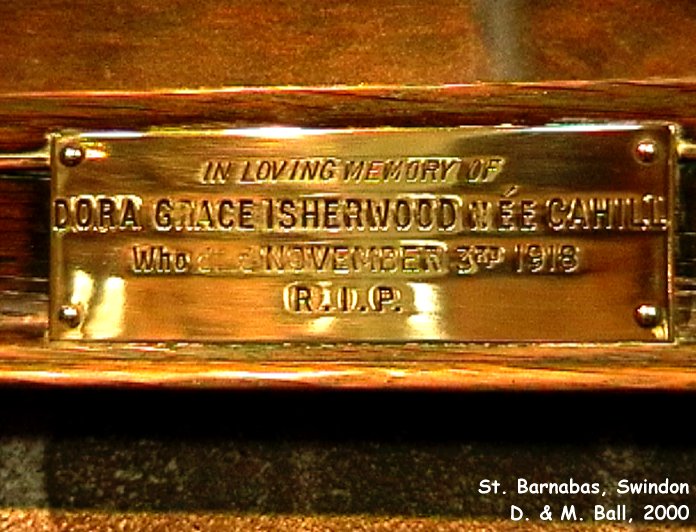 IN LOVING MEMORY OF
DORA GRACE ISHERWOOD NÉE CAHILL
Who NOVEMBER 3RD 1918
R.I.P.
St. Barnabas, Swindon
D. & M. Ball, 2000